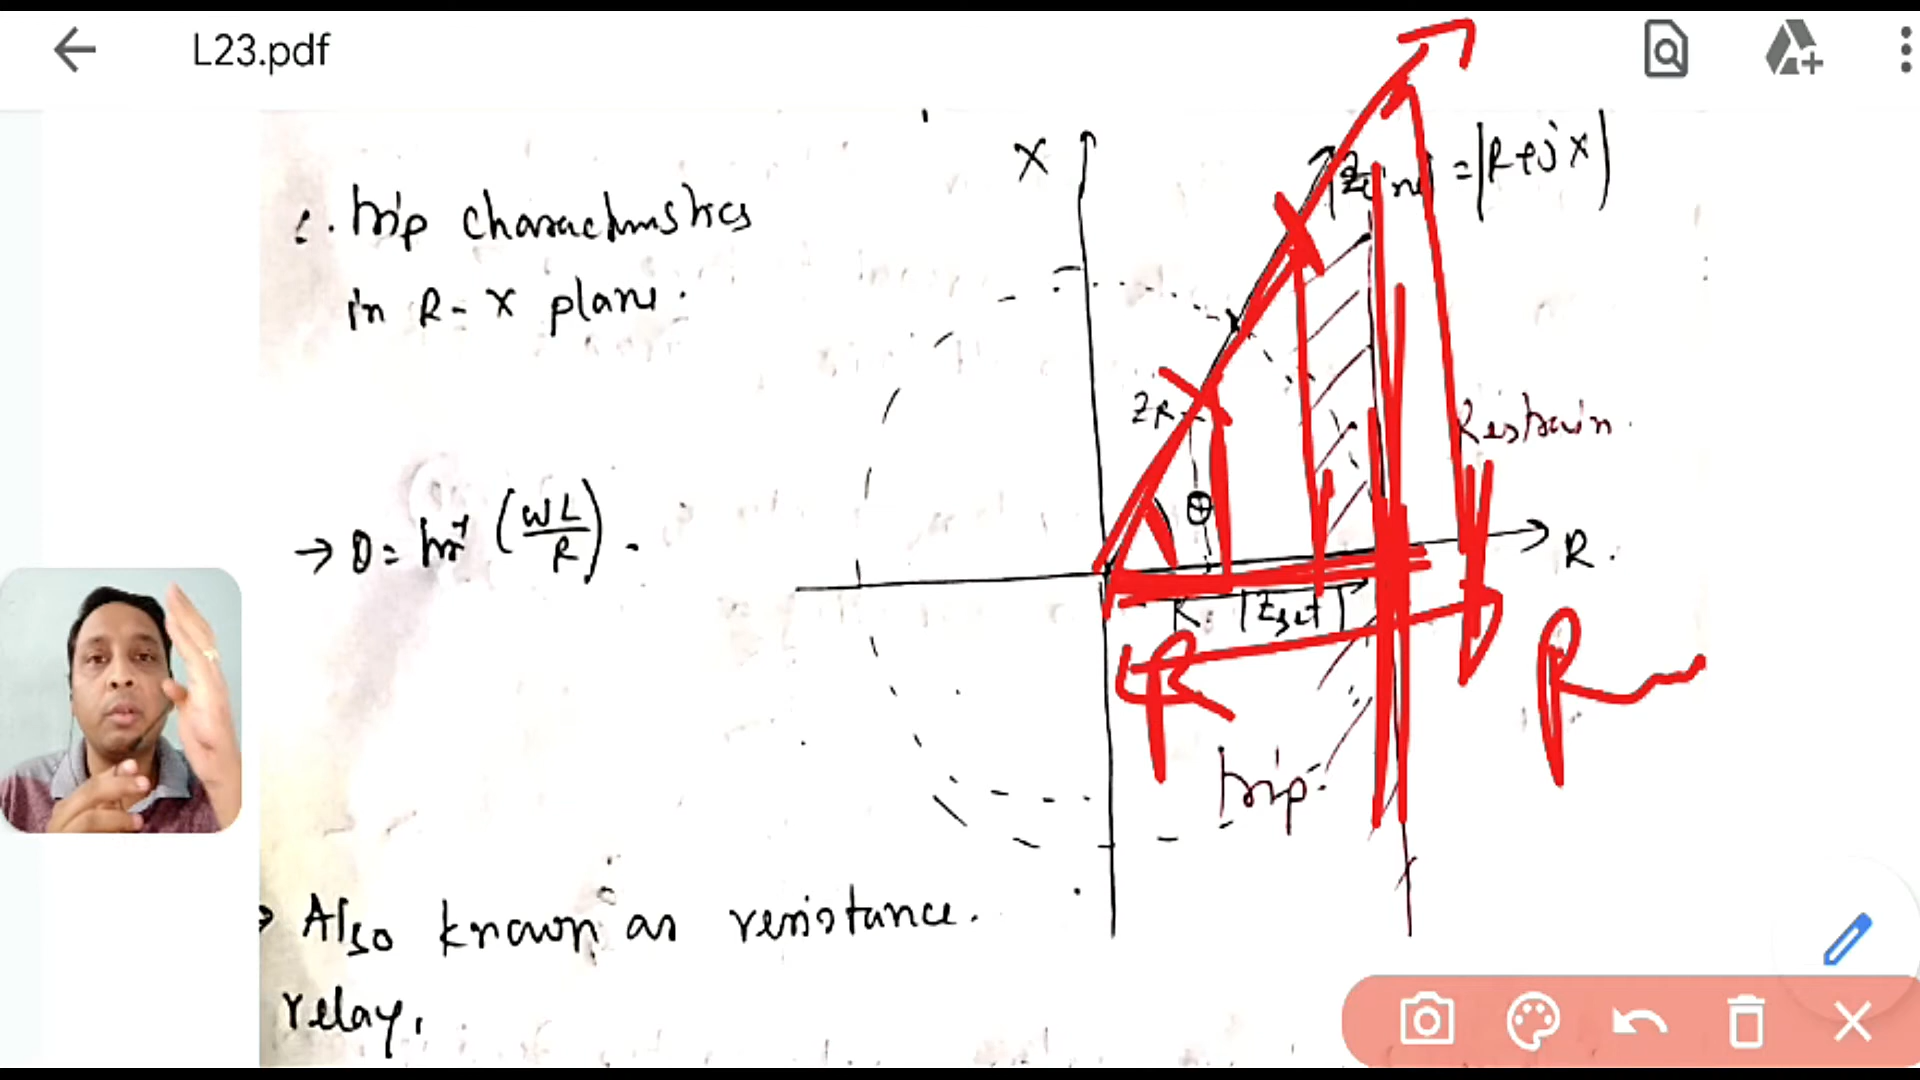 L23.pdf
∴ trip characteristics
in R-X plane.
X
|Zline| = |R+jX|
ZR
θ
Restrain.
R.
|Zset|
R
R
trip
→ θ = tan⁻¹ (WL/R).
→ Also known as resistance.
relay.